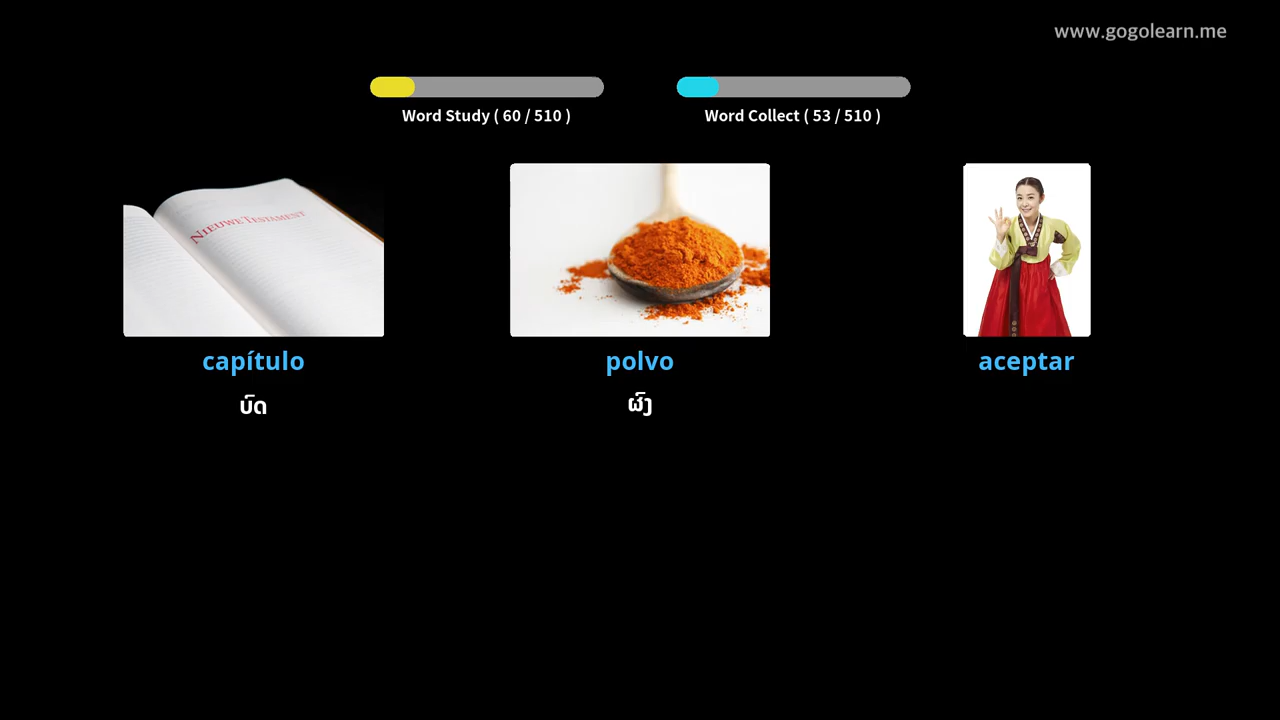 www.gogolearn.me
Word Study ( 60 / 510 )
Word Collect ( 53 / 510 )
NIEUWE TESTAMENT
capítulo
polvo
aceptar
ບົດ
ຜົງ